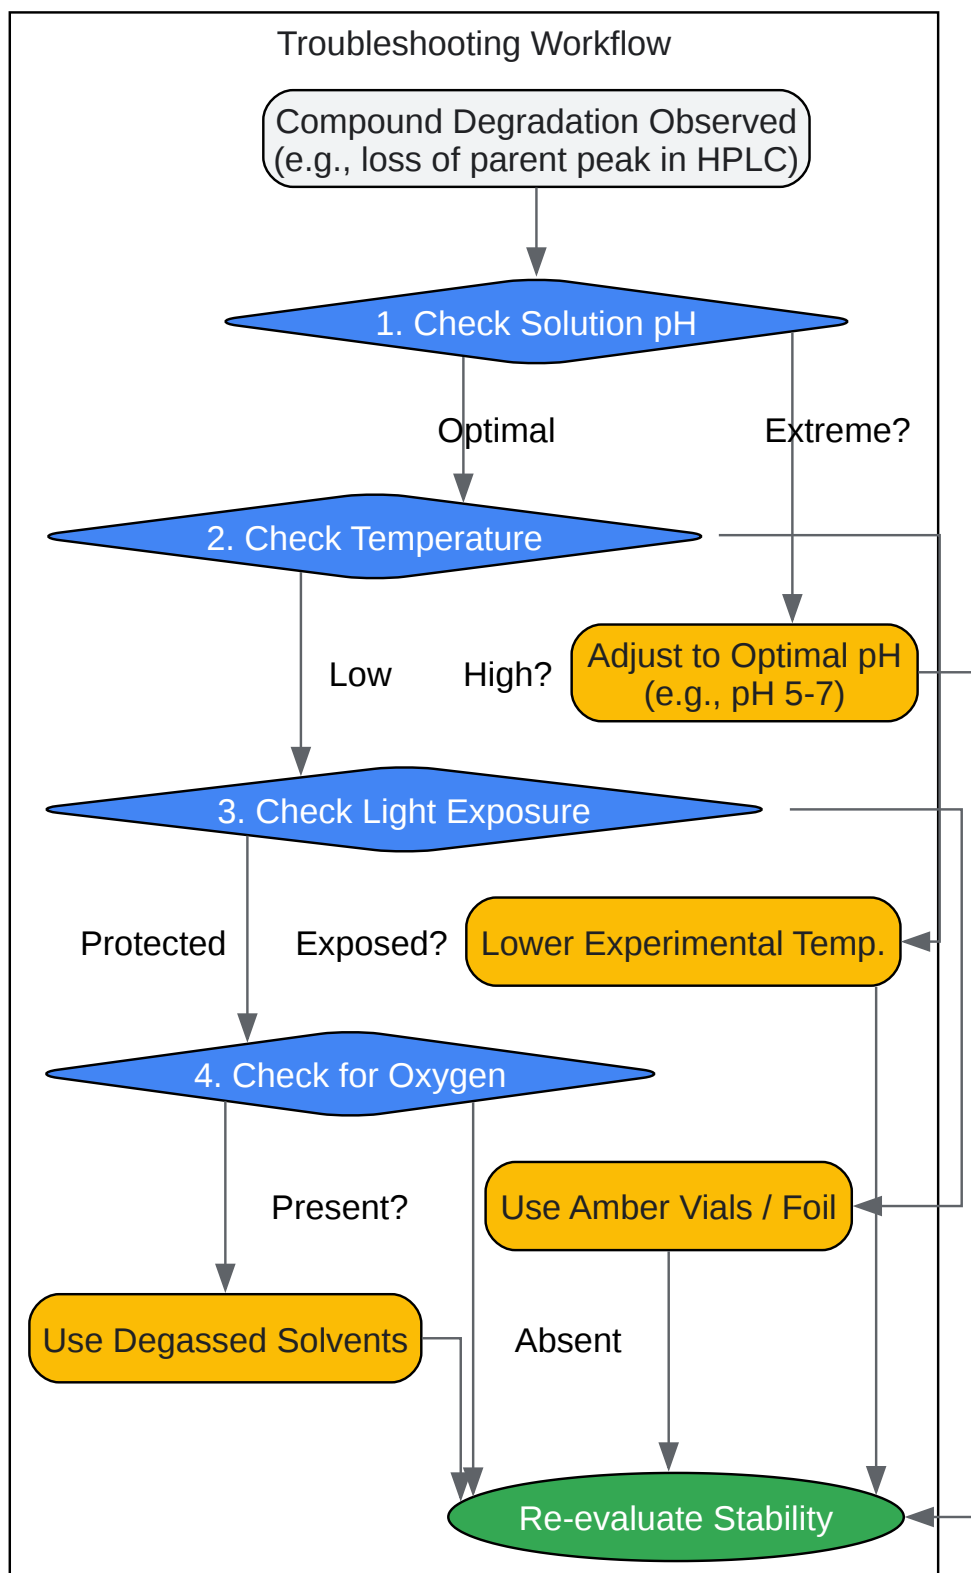 Troubleshooting Workflow
Compound Degradation Observed
(e.g., loss of parent peak in HPLC)
1. Check Solution pH
Optimal
Extreme?
2. Check Temperature
Low
High?
Adjust to Optimal pH
(e.g., pH 5-7)
3. Check Light Exposure
Protected
Exposed?
Lower Experimental Temp.
4. Check for Oxygen
Present?
Use Amber Vials / Foil
Use Degassed Solvents
Absent
Re-evaluate Stability